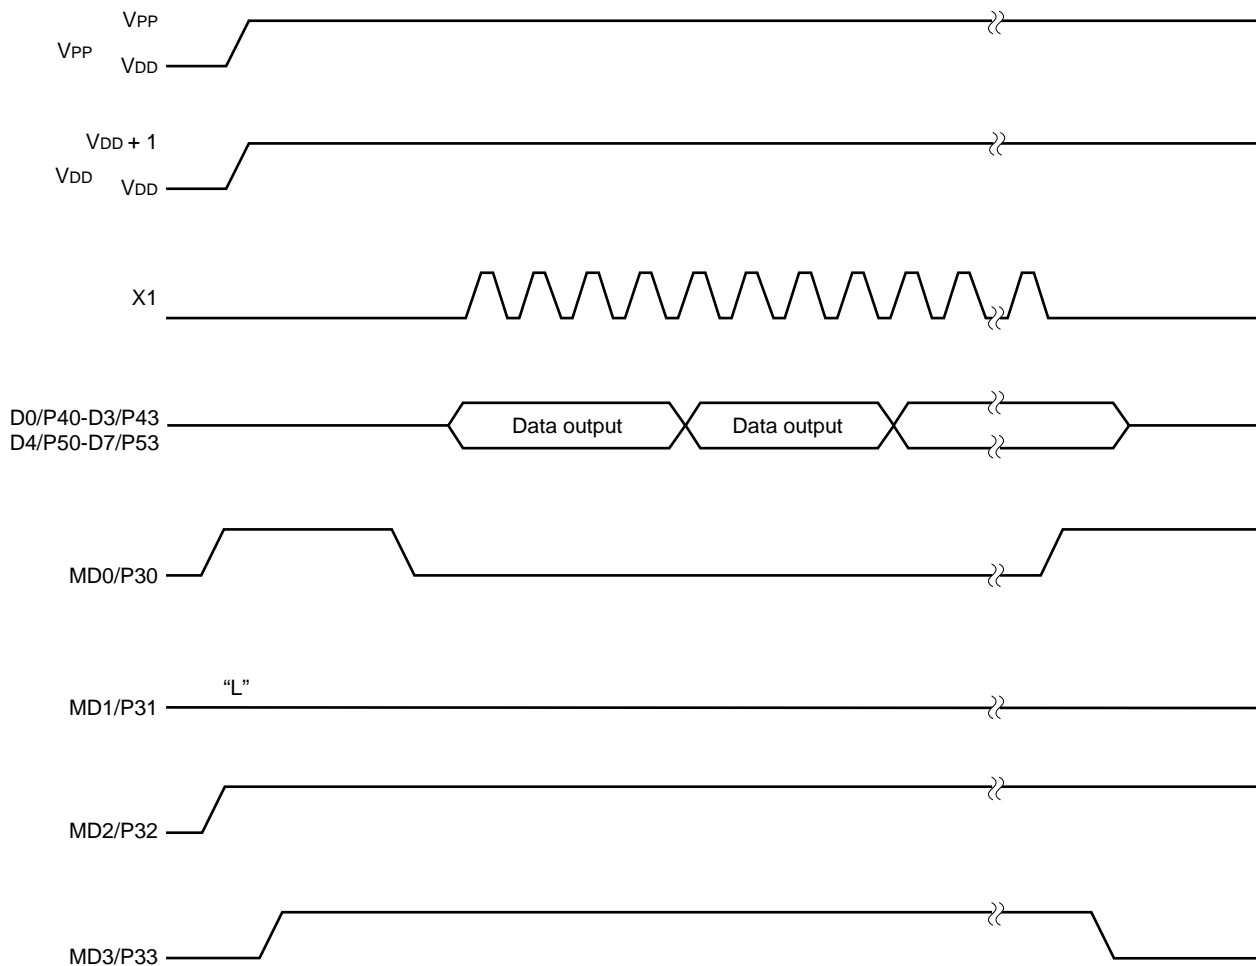 VPP
VPP
VDD
VDD + 1
VDD
VDD
X1
D0/P40-D3/P43
D4/P50-D7/P53
Data output
Data output
MD0/P30
“L”
MD1/P31
MD2/P32
MD3/P33